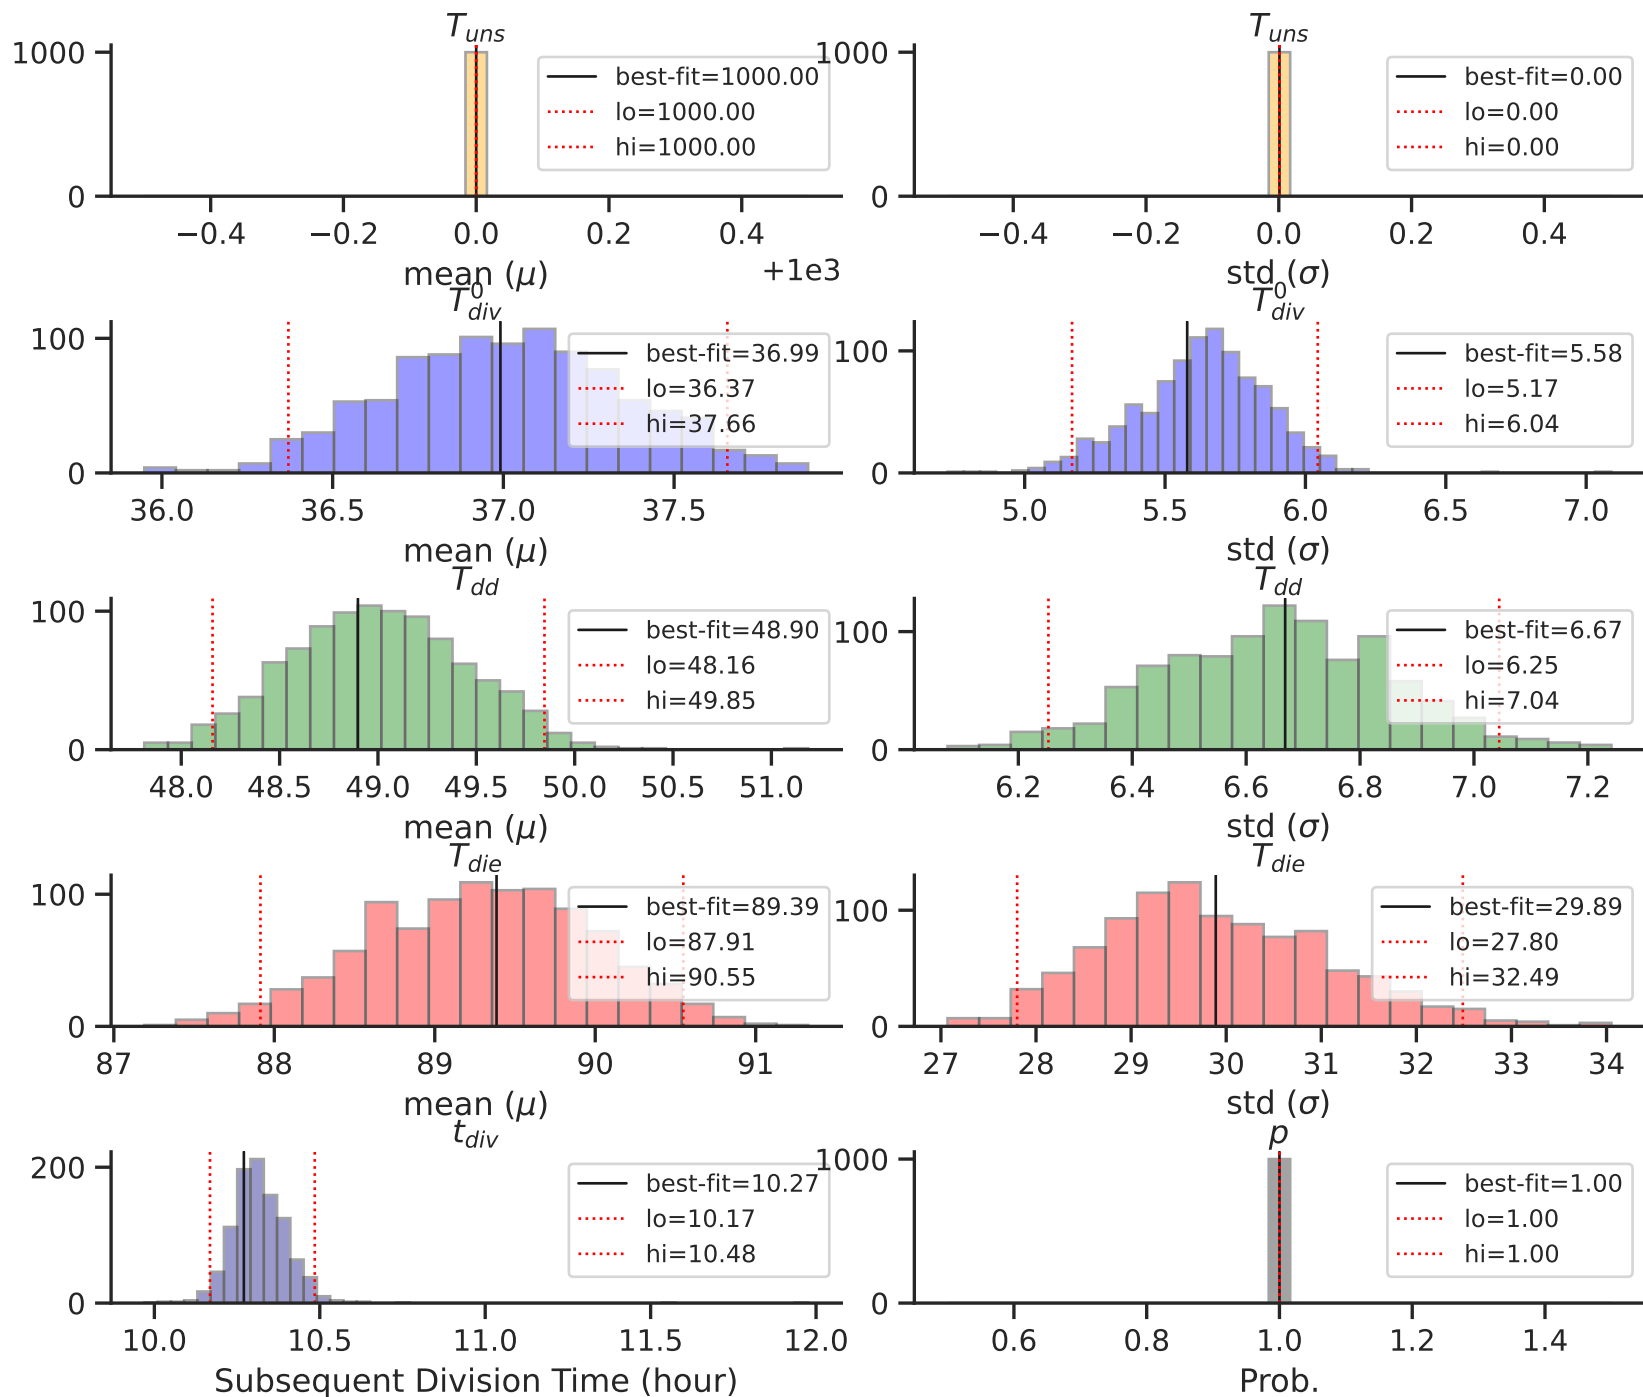 T_uns
1000
0
best-fit=1000.00
lo=1000.00
hi=1000.00
−0.4 −0.2 0.0 0.2 0.4
+1e3
mean (μ)
T_uns
1000
0
best-fit=0.00
lo=0.00
hi=0.00
−0.4 −0.2 0.0 0.2 0.4
std (σ)
T^0_div
100
0
best-fit=36.99
lo=36.37
hi=37.66
36.0 36.5 37.0 37.5
mean (μ)
T^0_div
100
0
best-fit=5.58
lo=5.17
hi=6.04
5.0 5.5 6.0 6.5 7.0
std (σ)
T_dd
100
0
best-fit=48.90
lo=48.16
hi=49.85
48.0 48.5 49.0 49.5 50.0 50.5 51.0
mean (μ)
T_dd
100
0
best-fit=6.67
lo=6.25
hi=7.04
6.2 6.4 6.6 6.8 7.0 7.2
std (σ)
T_die
100
0
best-fit=89.39
lo=87.91
hi=90.55
87 88 89 90 91
mean (μ)
T_die
100
0
best-fit=29.89
lo=27.80
hi=32.49
27 28 29 30 31 32 33 34
std (σ)
t_div
200
0
best-fit=10.27
lo=10.17
hi=10.48
10.0 10.5 11.0 11.5 12.0
Subsequent Division Time (hour)
p
1000
0
best-fit=1.00
lo=1.00
hi=1.00
0.6 0.8 1.0 1.2 1.4
Prob.